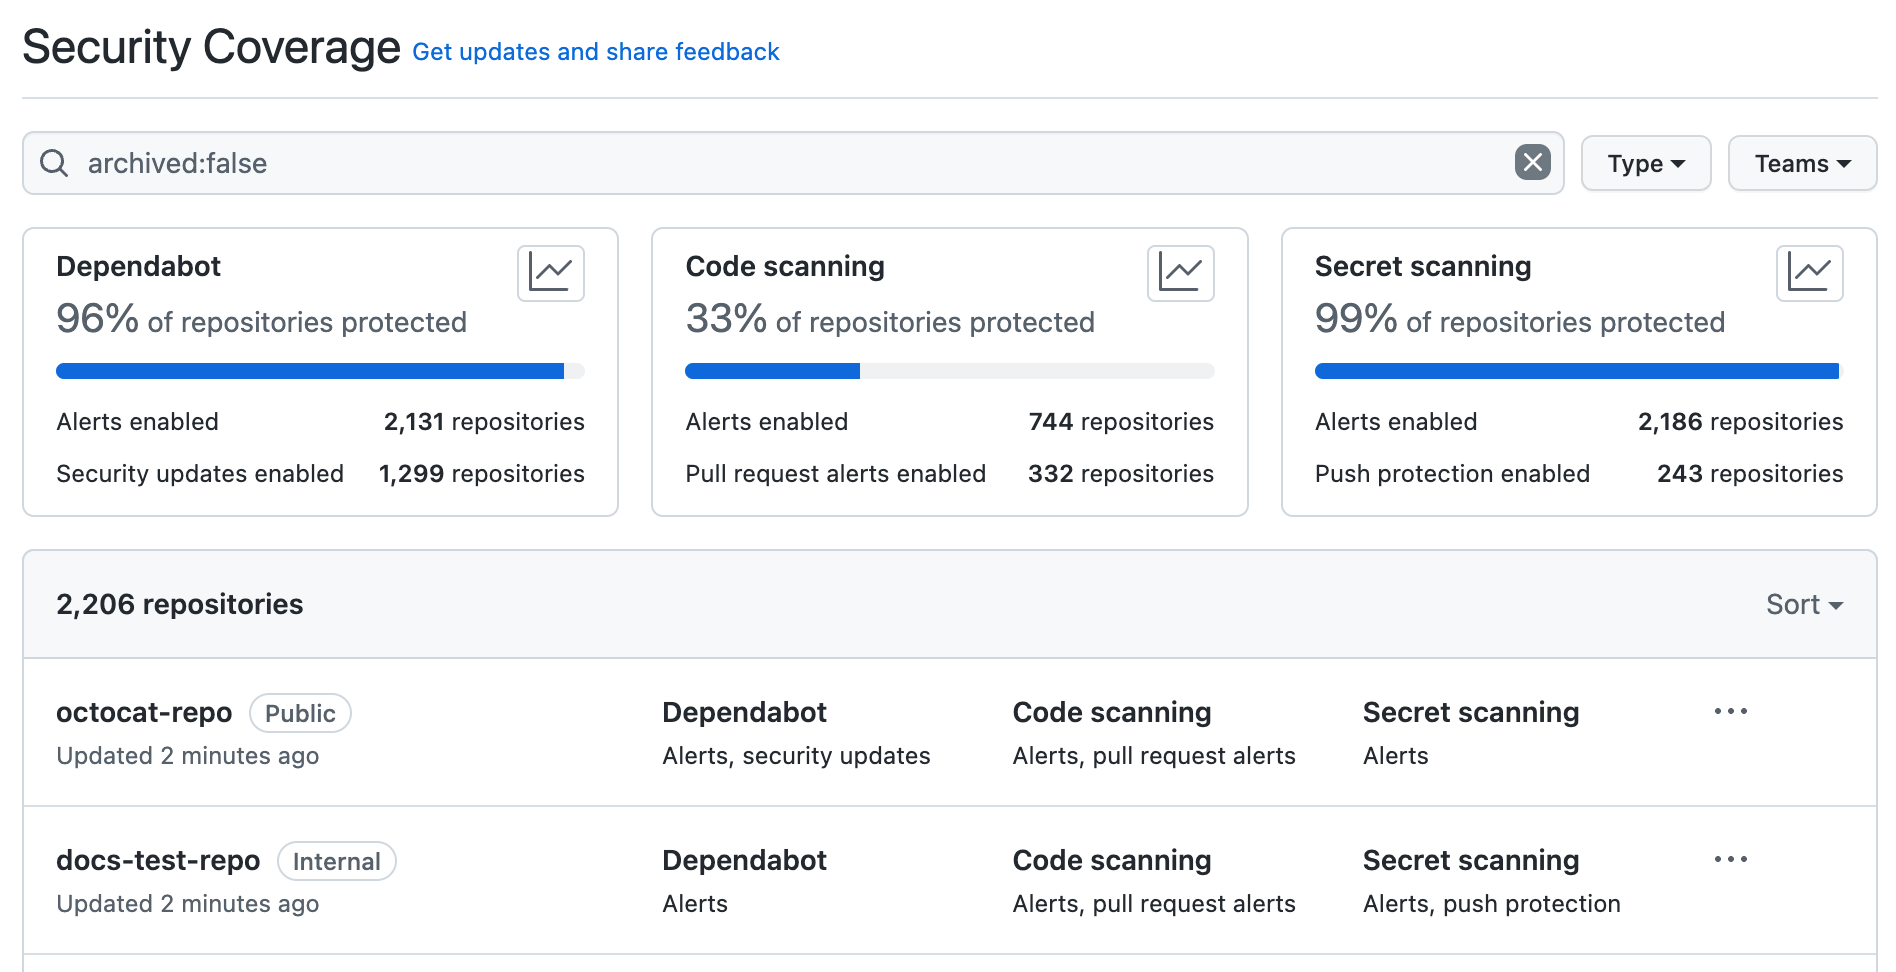 Security Coverage Get updates and share feedback
archived:false
Type
Teams
Dependabot
96% of repositories protected
Alerts enabled 2,131 repositories
Security updates enabled 1,299 repositories
Code scanning
33% of repositories protected
Alerts enabled 744 repositories
Pull request alerts enabled 332 repositories
Secret scanning
99% of repositories protected
Alerts enabled 2,186 repositories
Push protection enabled 243 repositories
2,206 repositories Sort
octocat-repo Public Dependabot Code scanning Secret scanning
Updated 2 minutes ago Alerts, security updates Alerts, pull request alerts Alerts
docs-test-repo Internal Dependabot Code scanning Secret scanning
Updated 2 minutes ago Alerts Alerts, pull request alerts Alerts, push protection